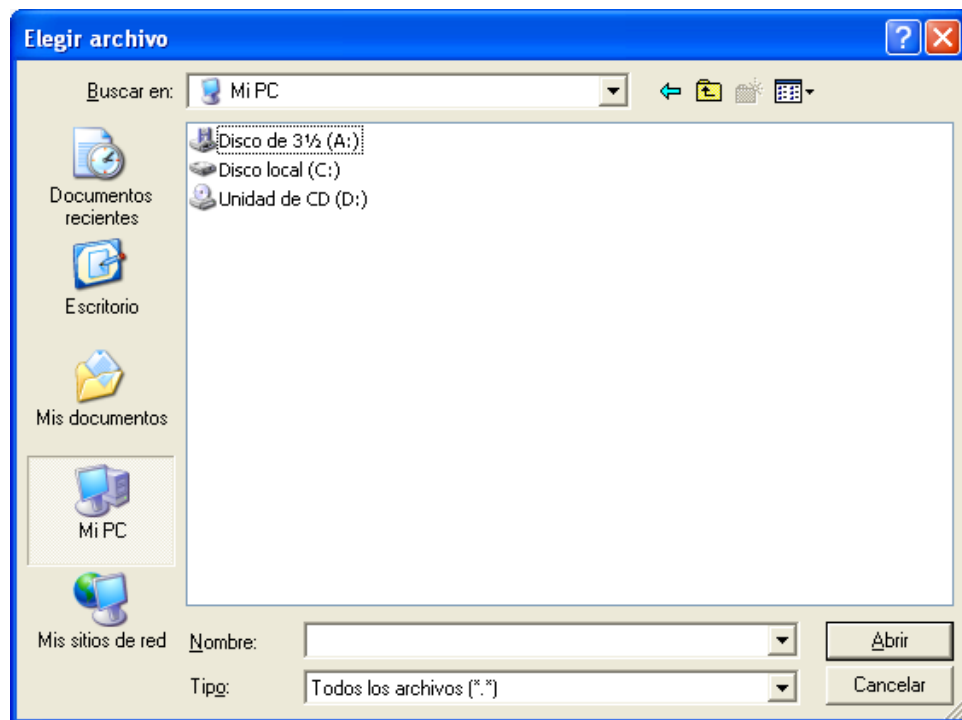 Elegir archivo
Buscar en: Mi PC
Disco de 3½ (A:)
Disco local (C:)
Unidad de CD (D:)
Documentos
recientes
Escritorio
Mis documentos
Mi PC
Mis sitios de red
Nombre:
Abrir
Tipo: Todos los archivos (*.*)
Cancelar